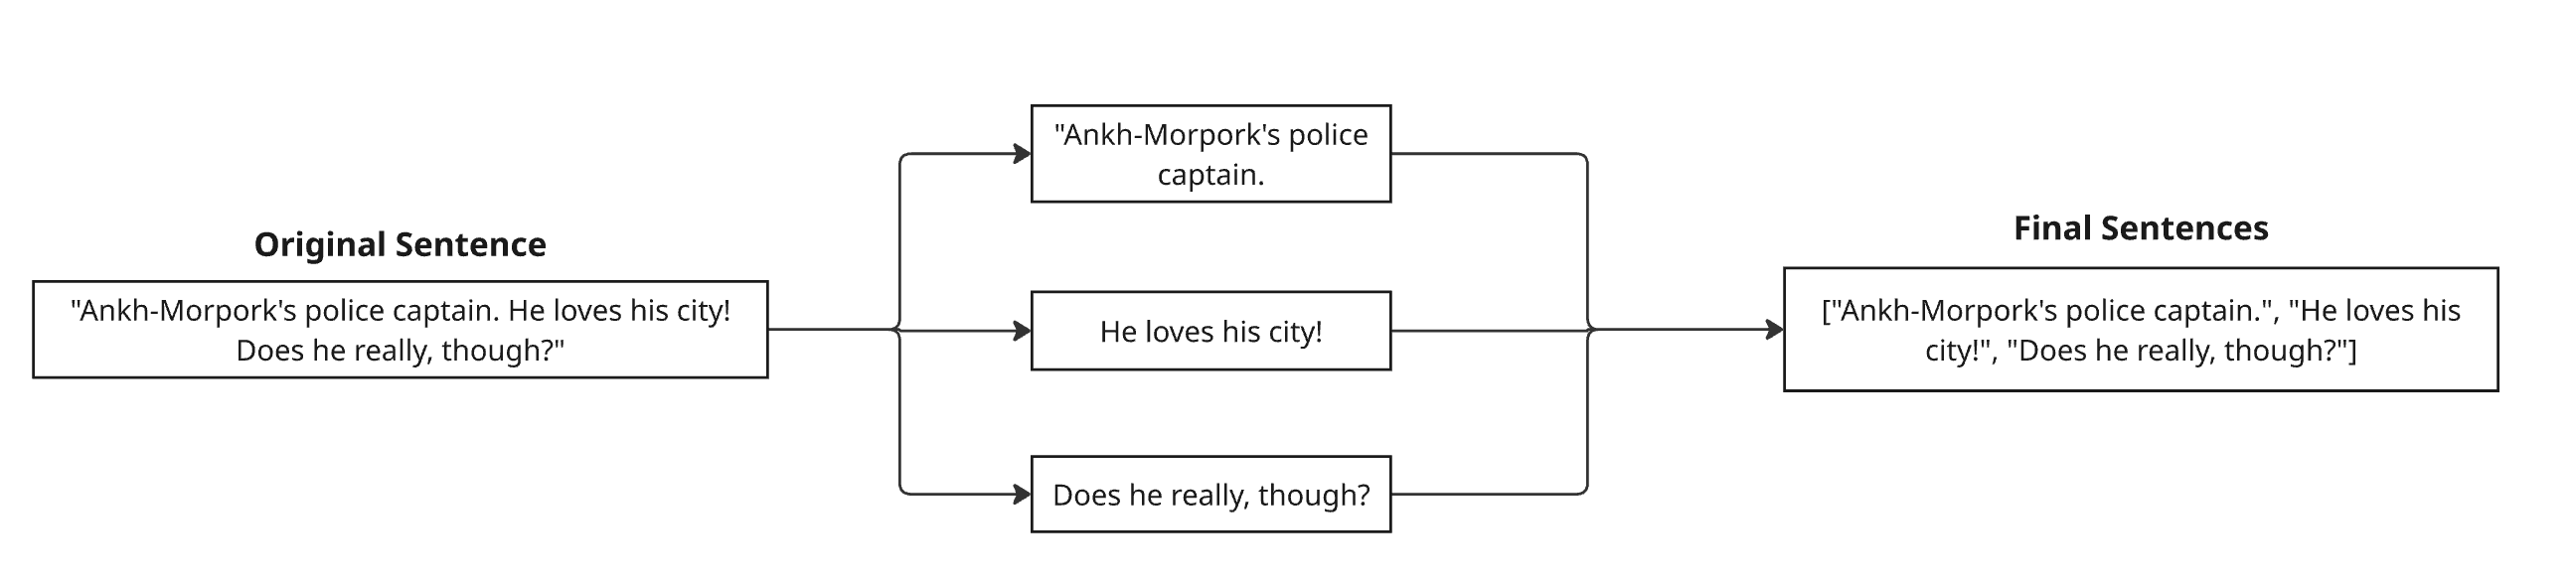 Original Sentence
"Ankh-Morpork's police captain. He loves his city!
Does he really, though?"
"Ankh-Morpork's police
captain.
He loves his city!
Does he really, though?
Final Sentences
["Ankh-Morpork's police captain.", "He loves his
city!", "Does he really, though?"]